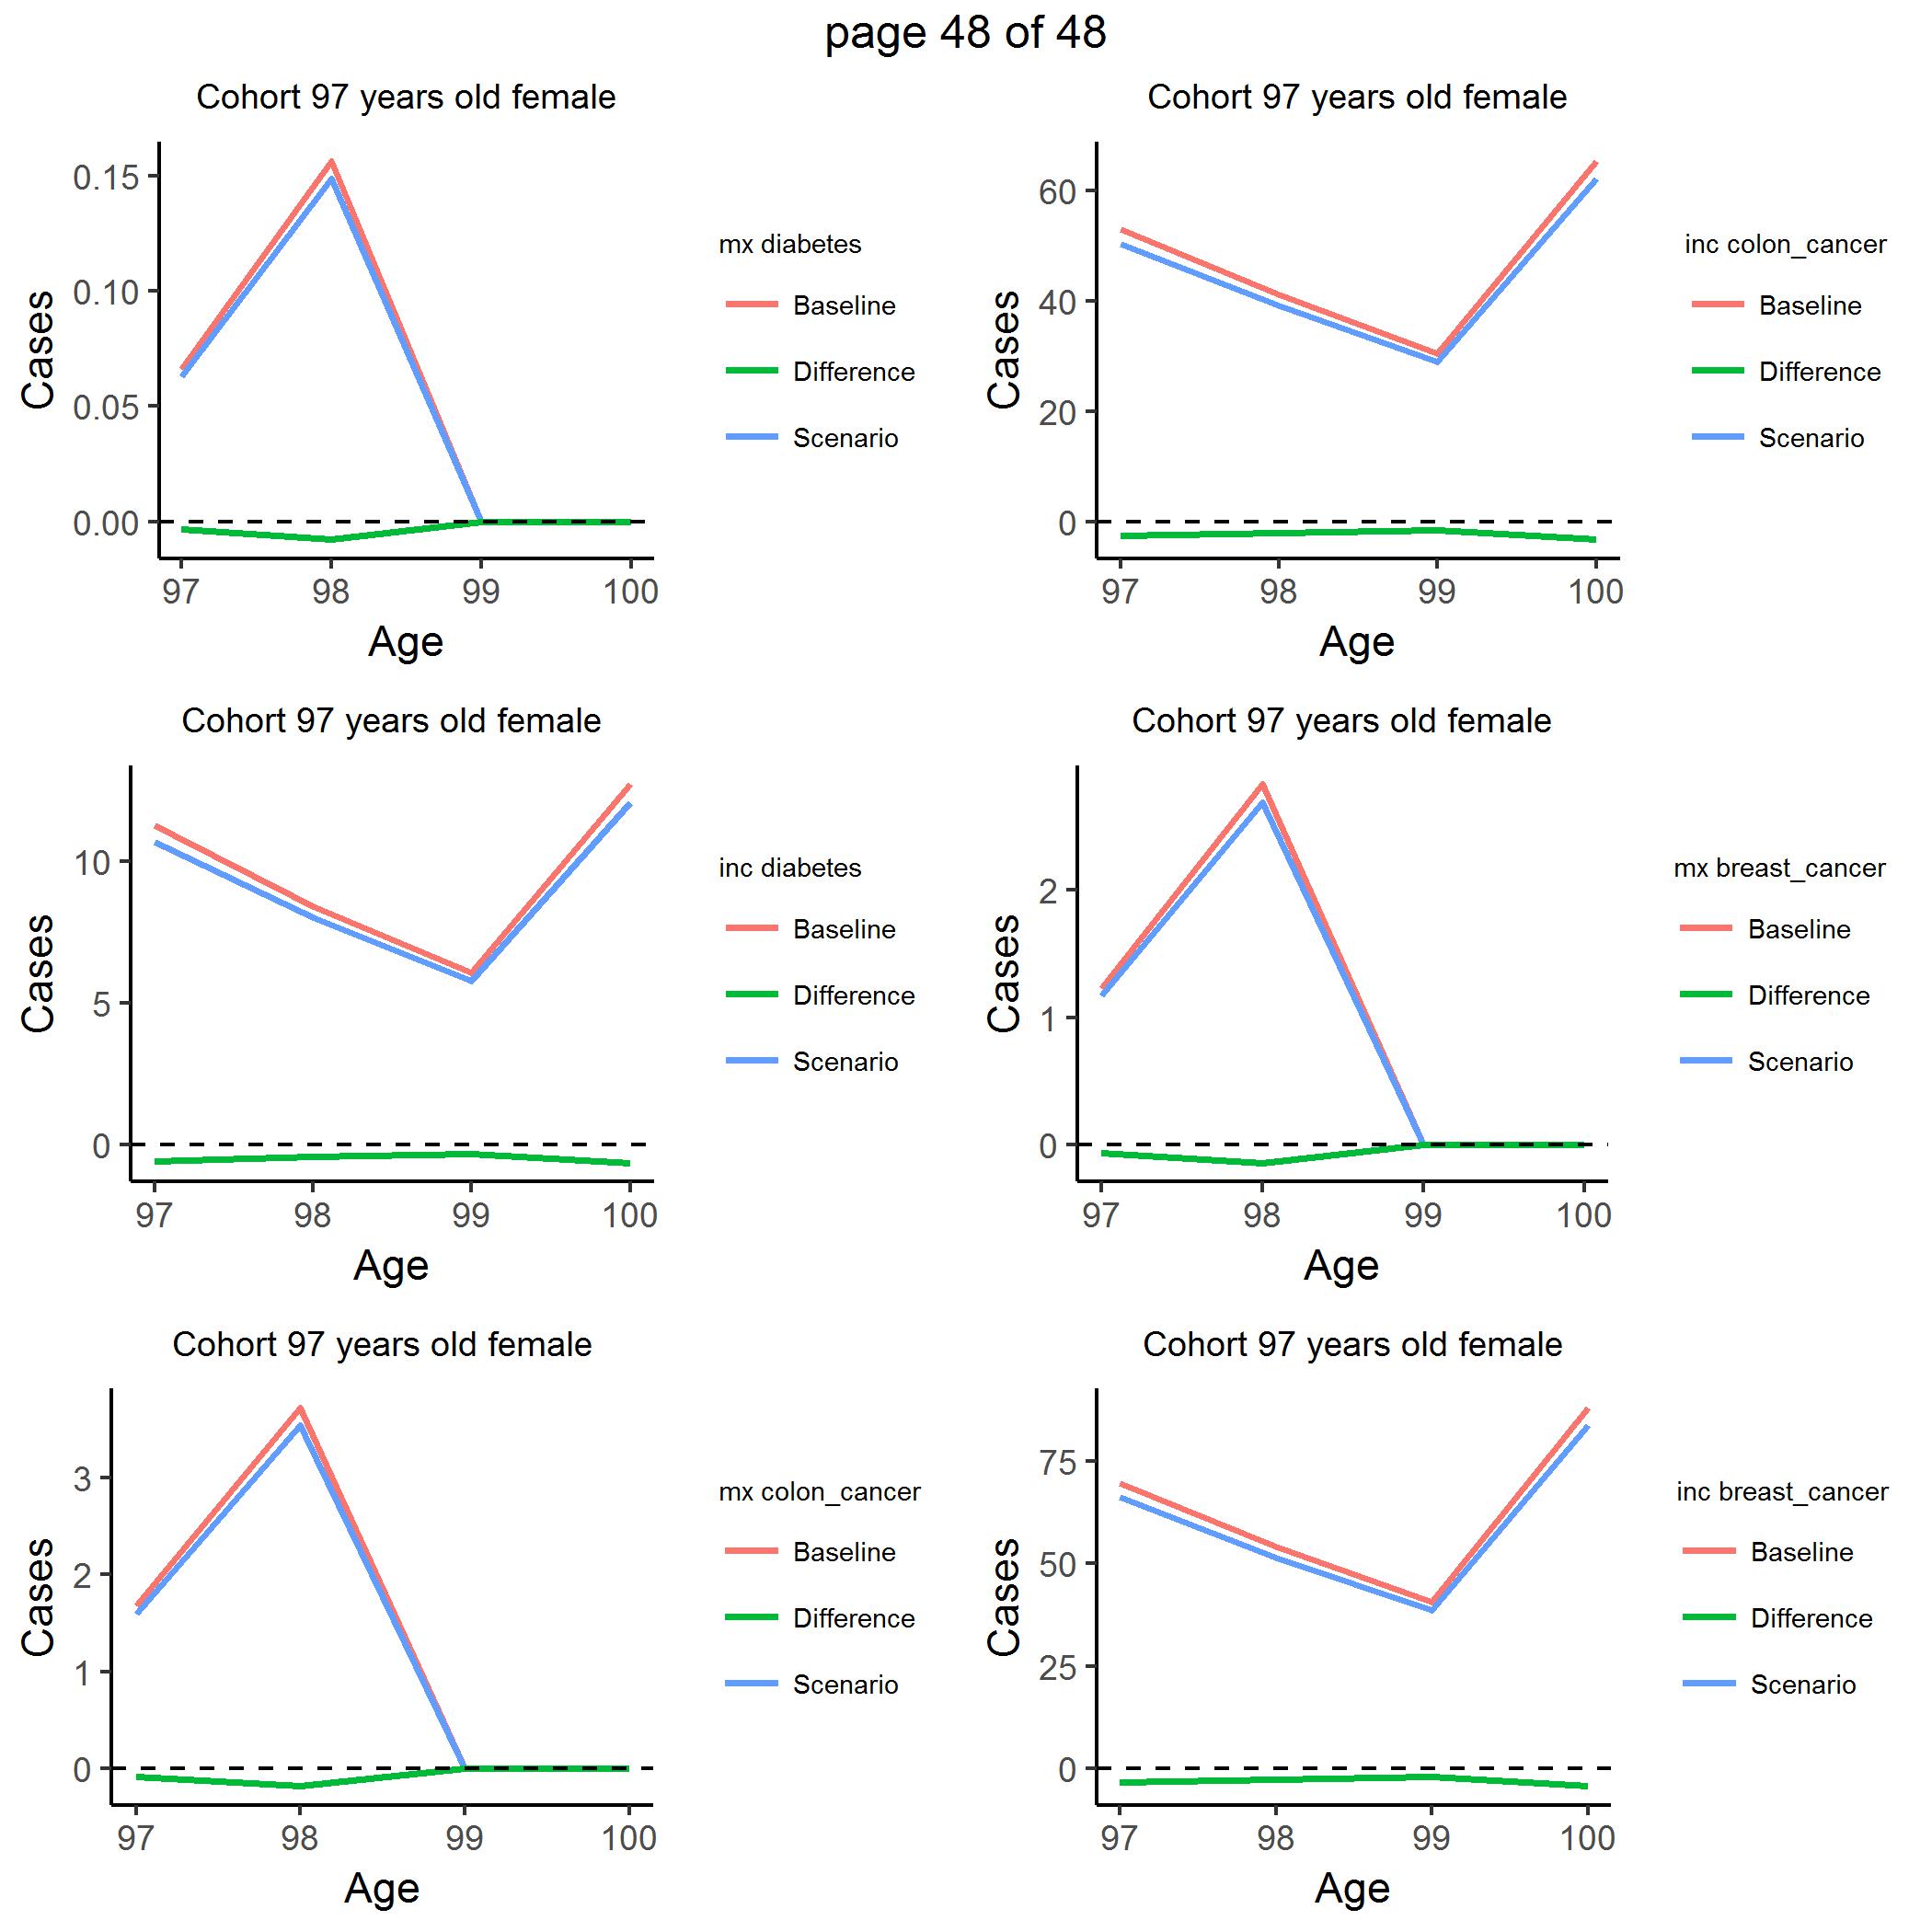 page 48 of 48
Cohort 97 years old female
Cases
0.15
0.10
0.05
0.00
97 98 99 100
Age
mx diabetes
Baseline
Difference
Scenario
Cohort 97 years old female
Cases
60
40
20
0
97 98 99 100
Age
inc colon_cancer
Baseline
Difference
Scenario
Cohort 97 years old female
Cases
10
5
0
97 98 99 100
Age
inc diabetes
Baseline
Difference
Scenario
Cohort 97 years old female
Cases
2
1
0
97 98 99 100
Age
mx breast_cancer
Baseline
Difference
Scenario
Cohort 97 years old female
Cases
3
2
1
0
97 98 99 100
Age
mx colon_cancer
Baseline
Difference
Scenario
Cohort 97 years old female
Cases
75
50
25
0
97 98 99 100
Age
inc breast_cancer
Baseline
Difference
Scenario